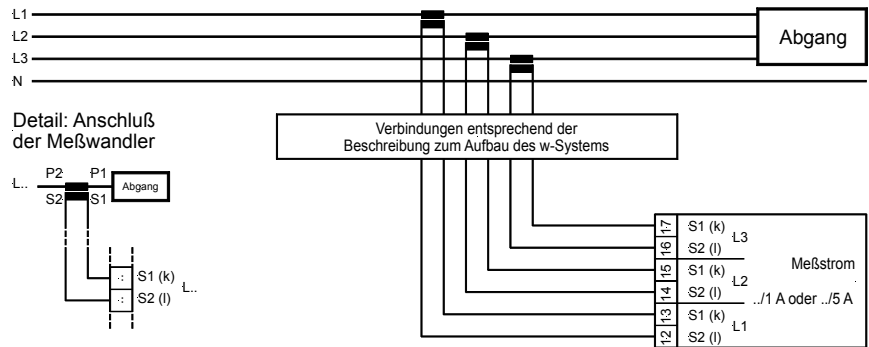 L1
L2
L3
N
Abgang
Detail: Anschluß
der Meßwandler
Verbindungen entsprechend der
Beschreibung zum Aufbau des w-Systems
P2 P1
L.. Abgang
S2 S1
S1 (k)
S2 (l)
L..
17 S1 (k)
16 S2 (l)
L3
15 S1 (k)
14 S2 (l)
L2
13 S1 (k)
12 S2 (l)
L1
Meßstrom
../1 A oder ../5 A